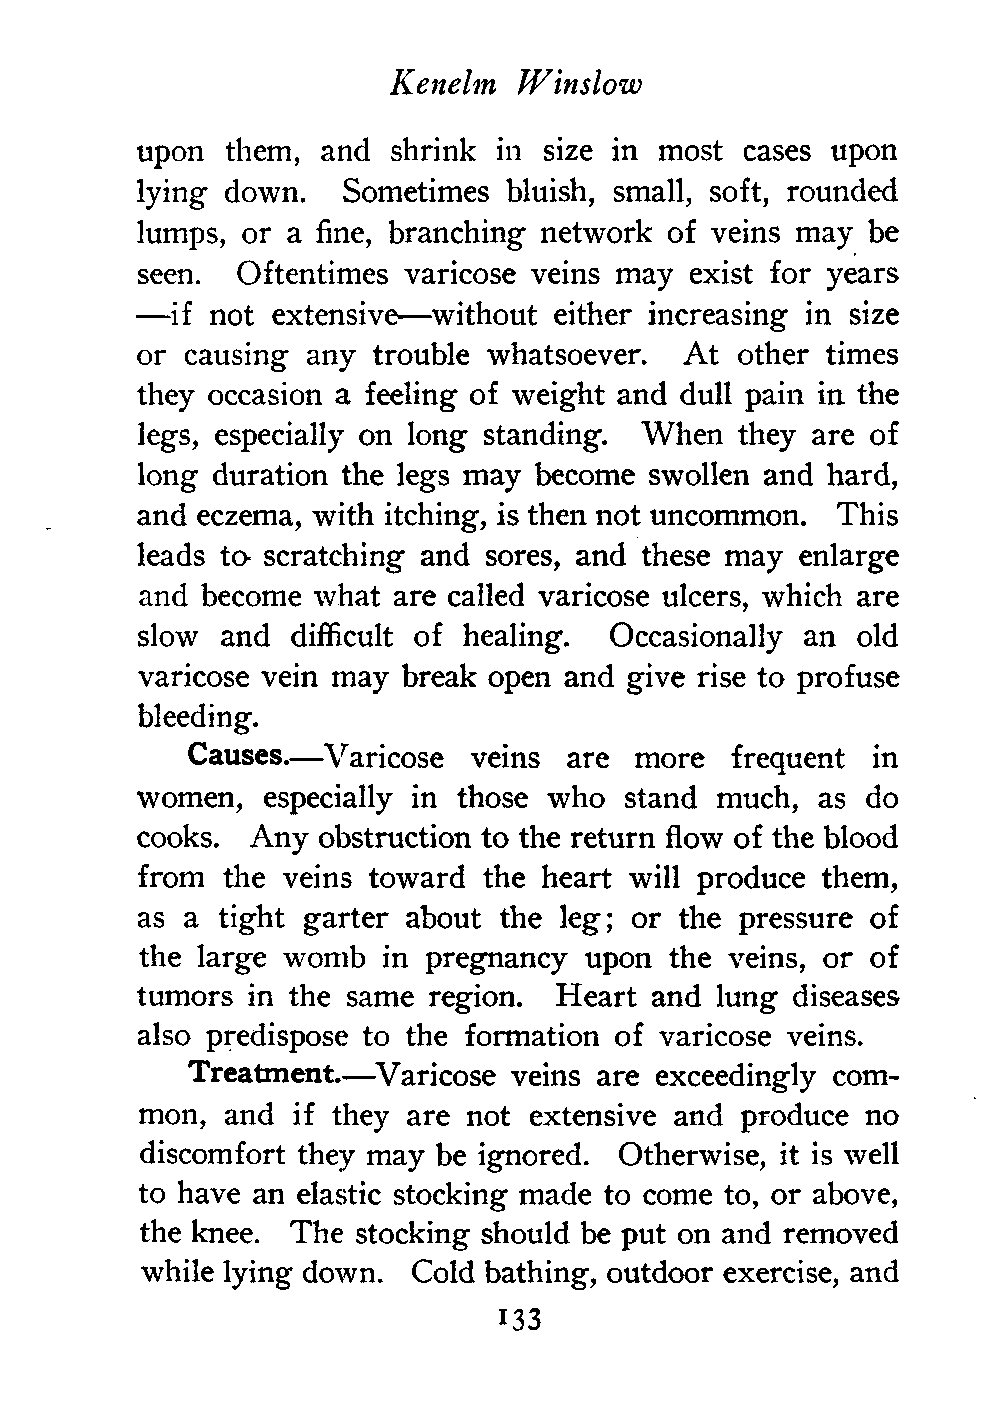 Kenelm Winslow
upon them, and shrink in size in most cases upon
lying down. Sometimes bluish, small, soft, rounded
lumps, or a fine, branching network of veins may be
seen. Oftentimes varicose veins may exist for years
—if not extensive—without either increasing in size
or causing any trouble whatsoever. At other times
they occasion a feeling of weight and dull pain in the
legs, especially on long standing. When they are of
long duration the legs may become swollen and hard,
and eczema, with itching, is then not uncommon. This
leads to scratching and sores, and these may enlarge
and become what are called varicose ulcers, which are
slow and difficult of healing. Occasionally an old
varicose vein may break open and give rise to profuse
bleeding.
Causes.—Varicose veins are more frequent in
women, especially in those who stand much, as do
cooks. Any obstruction to the return flow of the blood
from the veins toward the heart will produce them,
as a tight garter about the leg; or the pressure of
the large womb in pregnancy upon the veins, or of
tumors in the same region. Heart and lung diseases
also predispose to the formation of varicose veins.
Treatment.—Varicose veins are exceedingly com-
mon, and if they are not extensive and produce no
discomfort they may be ignored. Otherwise, it is well
to have an elastic stocking made to come to, or above,
the knee. The stocking should be put on and removed
while lying down. Cold bathing, outdoor exercise, and
133